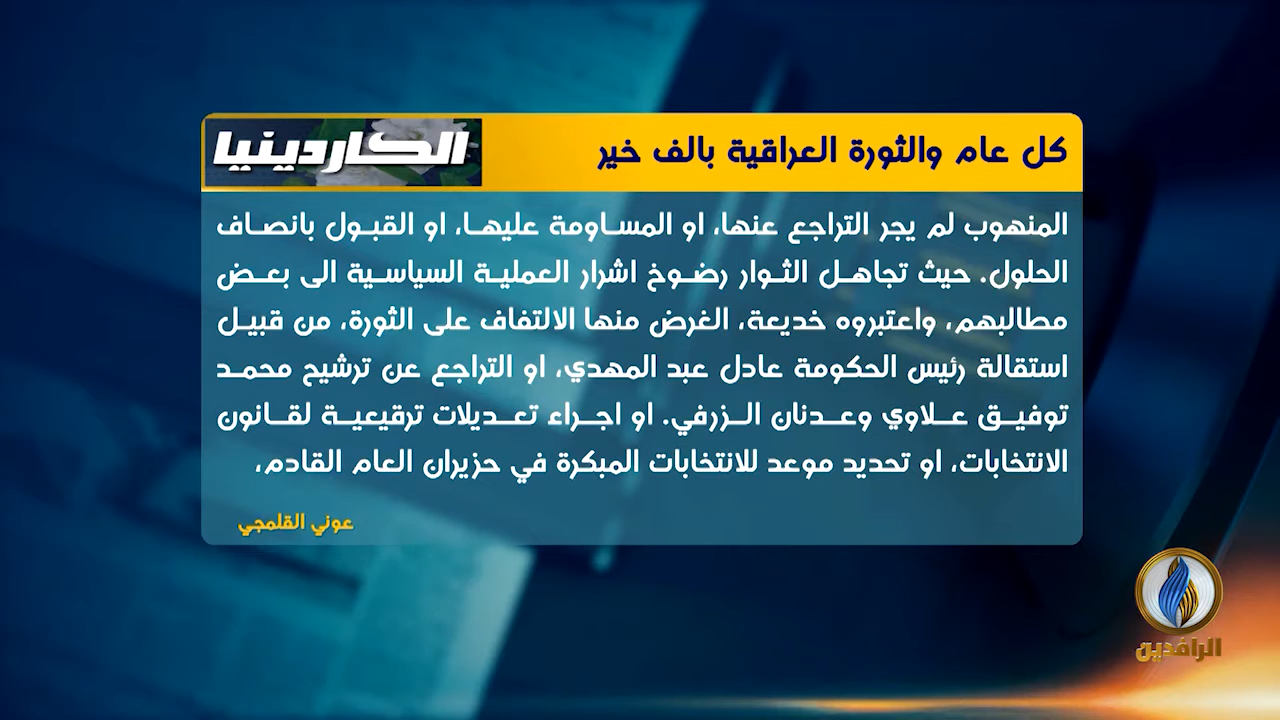 كل عام والثورة العراقية بالف خير
الكاردينيا
المنهوب لم يجر التراجع عنها، او المساومة عليها، او القبول بانصاف
الحلول. حيث تجاهل الثوار رضوخ اشرار العملية السياسية الى بعض
مطالبهم، واعتبروه خديعة، الغرض منها الالتفاف على الثورة، من قبيل
استقالة رئيس الحكومة عادل عبد المهدي، او التراجع عن ترشيح محمد
توفيق علاوي وعدنان الزرفي. او اجراء تعديلات ترقيعية لقانون
الانتخابات، او تحديد موعد للانتخابات المبكرة في حزيران العام القادم،
عوني القلمجي
الرافدين